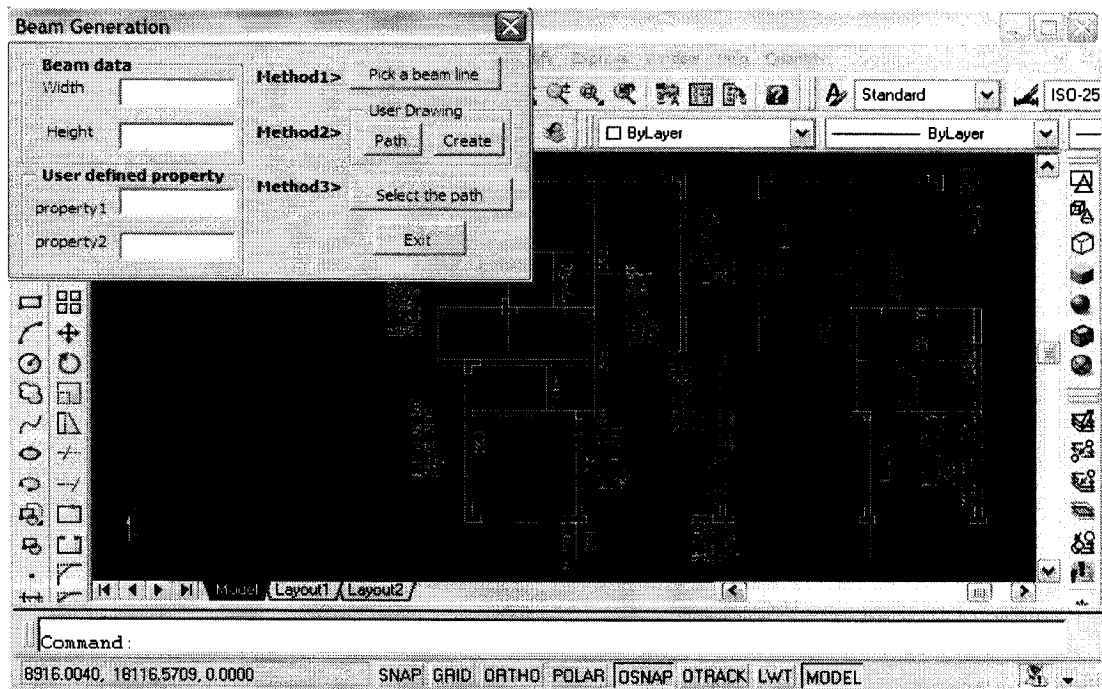 Beam Generation
Beam data
Width
Height
User defined property
property1
property2
Method1>
Pick a beam line
User Drawing
Method2>
Path
Create
Method3>
Select the path
Exit
Standard
ISO-25
ByLayer
ByLayer
Model
Layout1
Layout2
Command:
8916.0040, 18116.5709, 0.0000
SNAP GRID ORTHO POLAR OSNAP OTRACK LWT MODEL